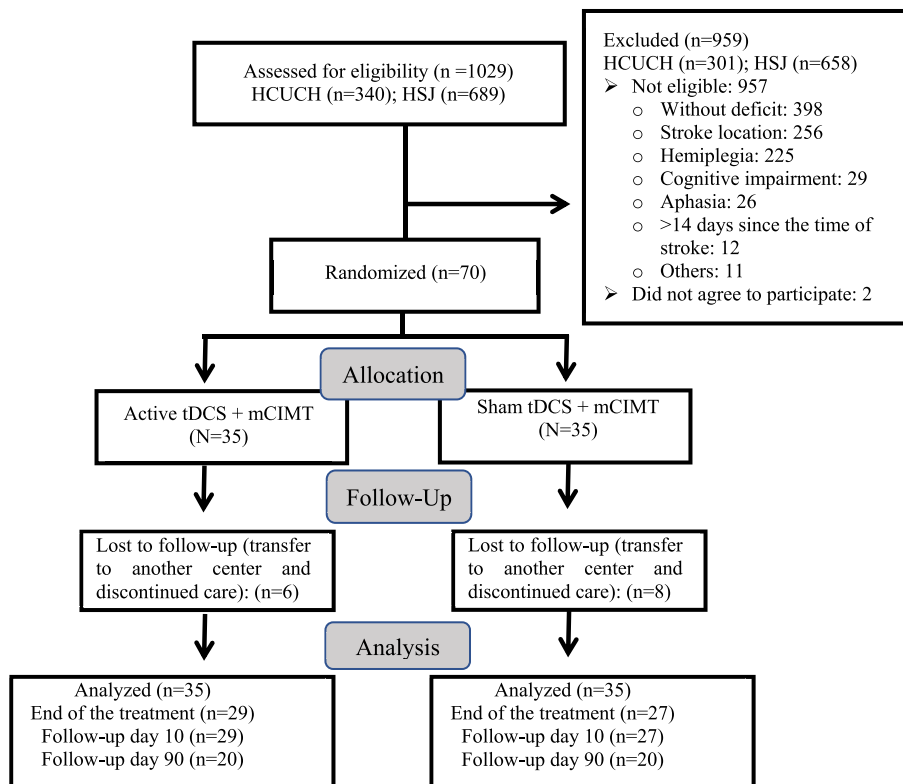 Assessed for eligibility (n =1029)
HCUCH (n=340); HSJ (n=689)
Excluded (n=959)
HCUCH (n=301); HSJ (n=658)
➢ Not eligible: 957
o Without deficit: 398
o Stroke location: 256
o Hemiplegia: 225
o Cognitive impairment: 29
o Aphasia: 26
o >14 days since the time of
stroke: 12
o Others: 11
➢ Did not agree to participate: 2
Randomized (n=70)
Allocation
Active tDCS + mCIMT
(N=35)
Sham tDCS + mCIMT
(N=35)
Follow-Up
Lost to follow-up (transfer
to another center and
discontinued care): (n=6)
Lost to follow-up (transfer
to another center and
discontinued care): (n=8)
Analysis
Analyzed (n=35)
End of the treatment (n=29)
Follow-up day 10 (n=29)
Follow-up day 90 (n=20)
Analyzed (n=35)
End of the treatment (n=27)
Follow-up day 10 (n=27)
Follow-up day 90 (n=20)